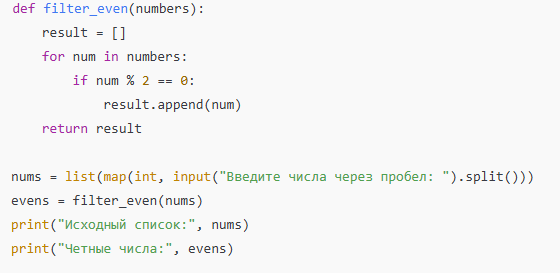 def filter_even(numbers):
    result = []
    for num in numbers:
        if num % 2 == 0:
            result.append(num)
    return result

nums = list(map(int, input("Введите числа через пробел: ").split()))
evens = filter_even(nums)
print("Исходный список:", nums)
print("Четные числа:", evens)